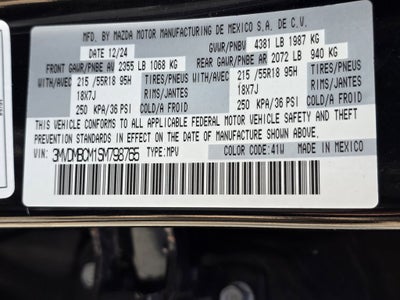 MFD. BY MAZDA MOTOR MANUFACTURING DE MEXICO S.A. DE C.V.
DATE 12/24 GVWR/PNBV 4381 LB 1987 KG
FRONT GAWR/PNBE AV 2355 LB 1068 KG REAR GAWR/PNBE AR 2072 LB 940 KG
WITH/AVEC 215 /55R18 95H TIRES/PNEUS WITH/AVEC 215 /55R18 95H TIRES/PNEUS
18X7J RIMS/JANTES 18X7J RIMS/JANTES
250 KPA/36 PSI COLD/A FROID 250 KPA/36 PSI COLD/A FROID
THIS VEHICLE CONFORMS TO ALL APPLICABLE FEDERAL MOTOR VEHICLE SAFETY AND THEFT
PREVENTION STANDARDS IN EFFECT ON THE DATE OF MANUFACTURE SHOWN ABOVE.
VIN: 3MVDMBCM1SM798765 TYPE:MPV COLOR CODE:41W MADE IN MEXICO